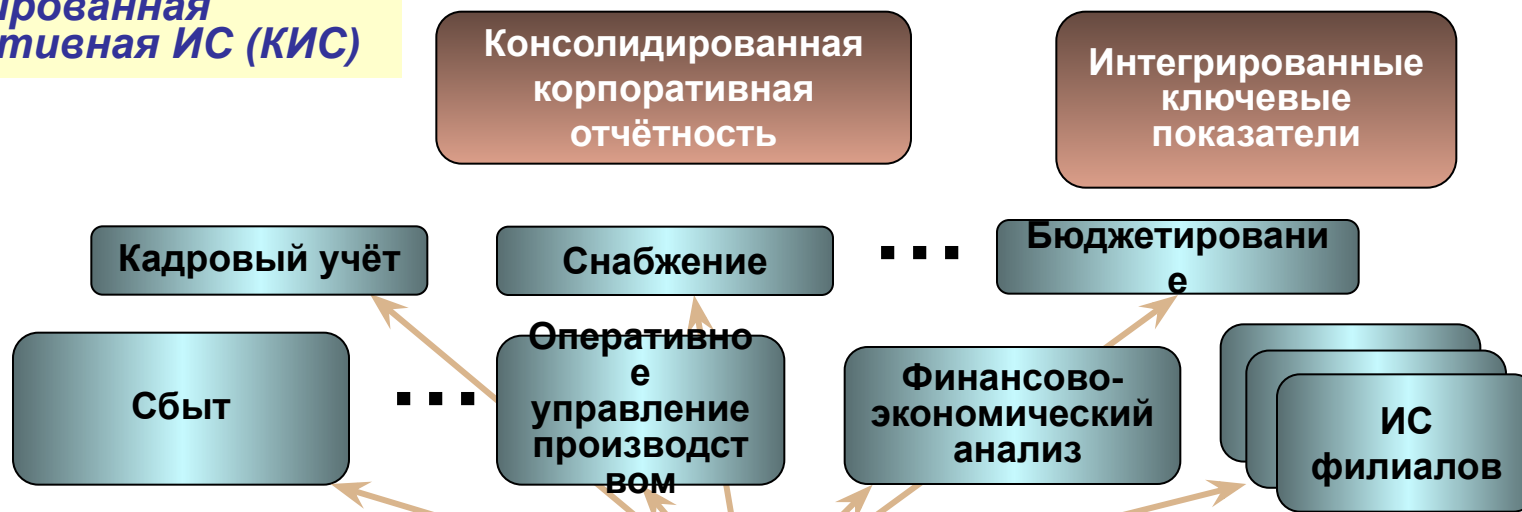 ированная
тивная ИС (КИС)
Консолидированная
корпоративная
отчётность
Интегрированные
ключевые
показатели
Кадровый учёт
Снабжение
...
Бюджетировани
е
Сбыт
...
Оперативно
е
управление
производст
вом
Финансово-
экономический
анализ
ИС
филиалов